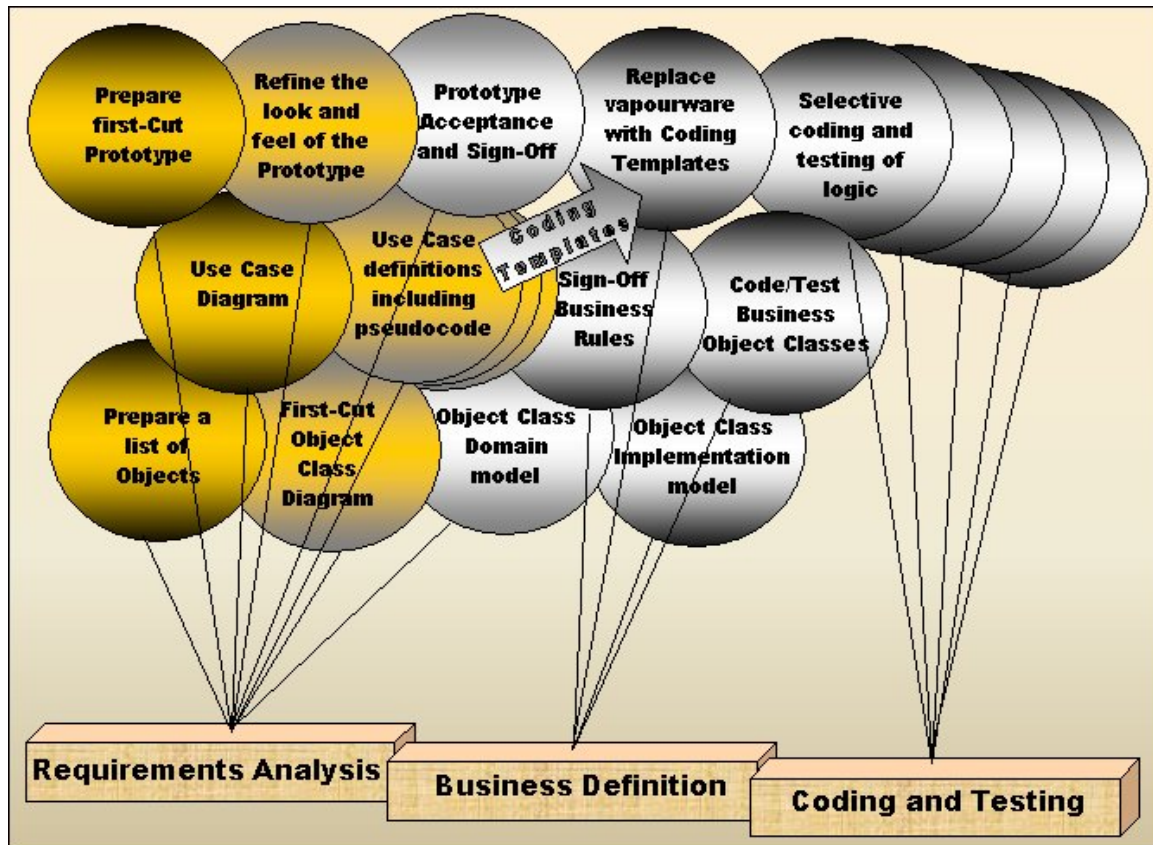 Prepare
first-Cut
Prototype
Refine the
look and
feel of the
Prototype
Prototype
Acceptance
and Sign-Off
Replace
vapourware
with Coding
Templates
Selective
coding and
testing of
logic
Use Case
Diagram
Use Case
definitions
including
pseudocode
Coding
Templates
Sign-Off
Business
Rules
Code/Test
Business
Object Classes
Prepare a
list of
Objects
First-Cut
Object
Class
Diagram
Object Class
Domain
model
Object Class
Implementation
model
Requirements Analysis
Business Definition
Coding and Testing